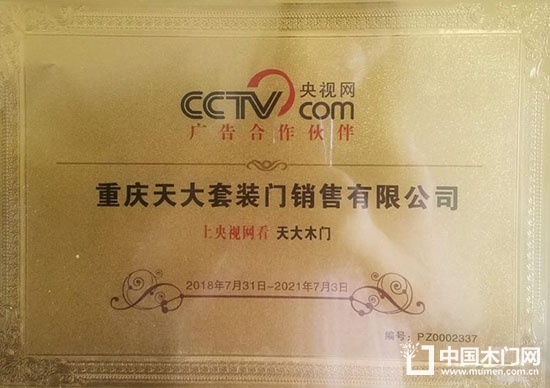 CCTV com 央视网
广告合作伙伴
重庆天大套装门销售有限公司
上央视网看 天大木门
2018年7月31日-2021年7月3日
编号：PZ0002337
中国木门网
www.mumen.com.cn